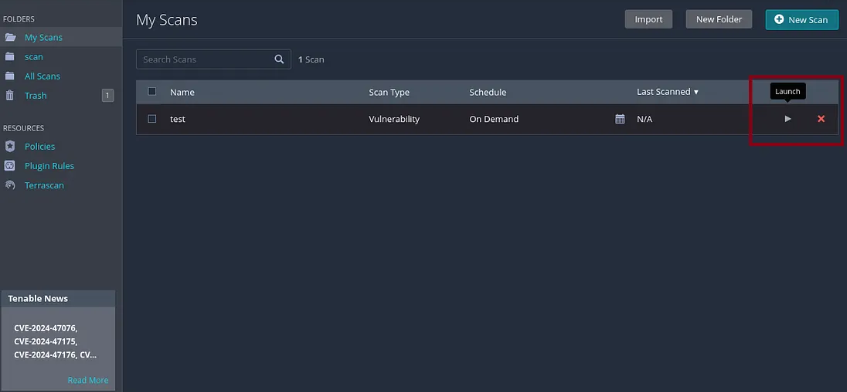 FOLDERS
My Scans
scan
All Scans
Trash 1
RESOURCES
Policies
Plugin Rules
Terrascan
Tenable News
CVE-2024-47076,
CVE-2024-47175,
CVE-2024-47176, CV...
Read More
My Scans
Import New Folder New Scan
Search Scans 1 Scan
Name Scan Type Schedule Last Scanned
Launch
test Vulnerability On Demand N/A